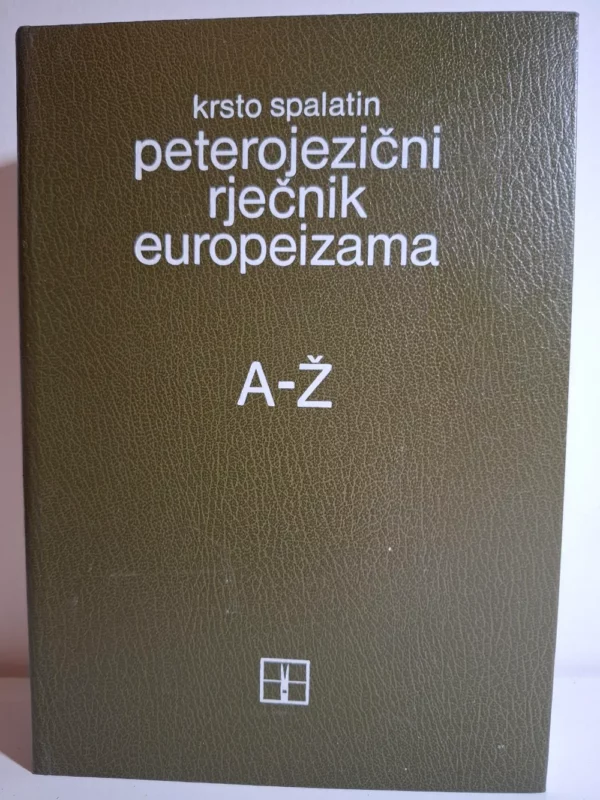 krsto spalatin
peterojezični
rječnik
europeizama
A-Ž